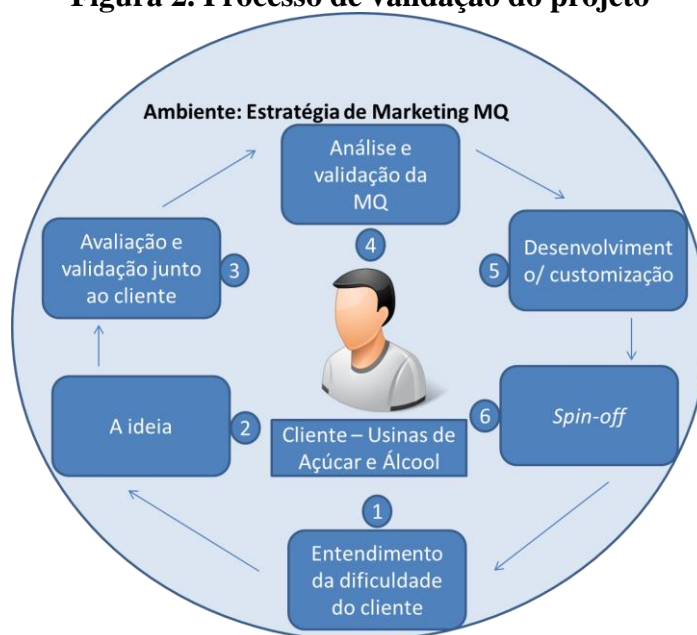 Figura 2. Processo de validação do projeto
Ambiente: Estratégia de Marketing MQ
Análise e
validação da
MQ
4
Avaliação e
validação junto
ao cliente
3
5
Desenvolviment
o/ customização
A ideia
2
Cliente – Usinas de
Açúcar e Álcool
6
Spin-off
1
Entendimento
da dificuldade
do cliente